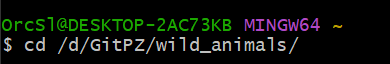 OrcSl@DESKTOP-2AC73KB MINGW64 ~
$ cd /d/GitPZ/wild_animals/